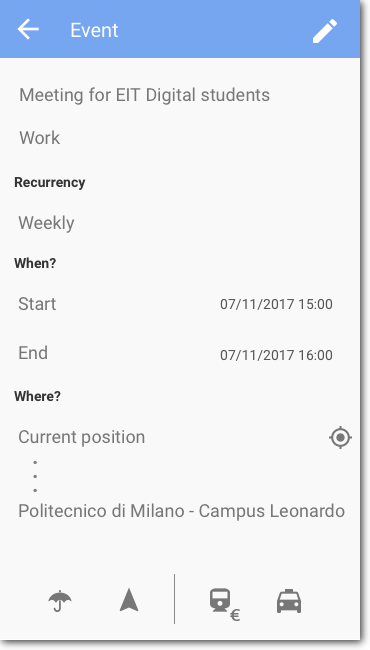 Event
Meeting for EIT Digital students
Work
Recurrency
Weekly
When?
Start 07/11/2017 15:00
End 07/11/2017 16:00
Where?
Current position
Politecnico di Milano - Campus Leonardo
€